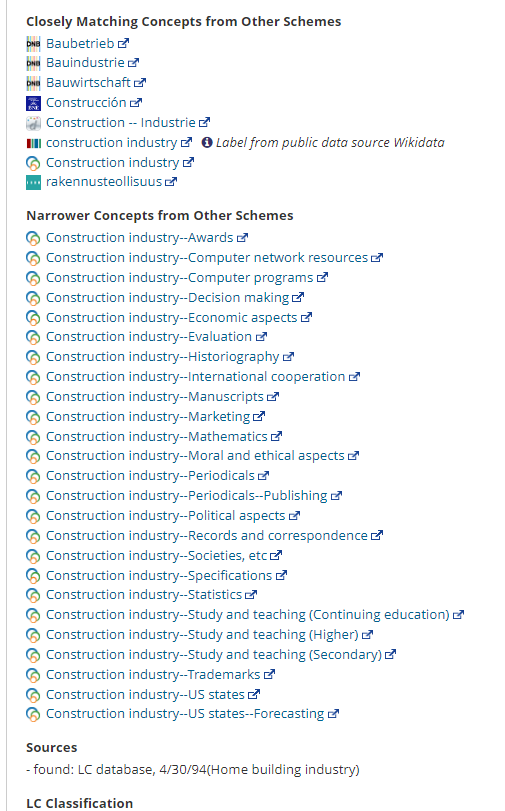 Closely Matching Concepts from Other Schemes
DNB Baubetrieb
DNB Bauindustrie
DNB Bauwirtschaft
BNE Construcción
Construction -- Industrie
construction industry Label from public data source Wikidata
Construction industry
rakennusteollisuus
Narrower Concepts from Other Schemes
Construction industry--Awards
Construction industry--Computer network resources
Construction industry--Computer programs
Construction industry--Decision making
Construction industry--Economic aspects
Construction industry--Evaluation
Construction industry--Historiography
Construction industry--International cooperation
Construction industry--Manuscripts
Construction industry--Marketing
Construction industry--Mathematics
Construction industry--Moral and ethical aspects
Construction industry--Periodicals
Construction industry--Periodicals--Publishing
Construction industry--Political aspects
Construction industry--Records and correspondence
Construction industry--Societies, etc
Construction industry--Specifications
Construction industry--Statistics
Construction industry--Study and teaching (Continuing education)
Construction industry--Study and teaching (Higher)
Construction industry--Study and teaching (Secondary)
Construction industry--Trademarks
Construction industry--US states
Construction industry--US states--Forecasting
Sources
- found: LC database, 4/30/94(Home building industry)
LC Classification